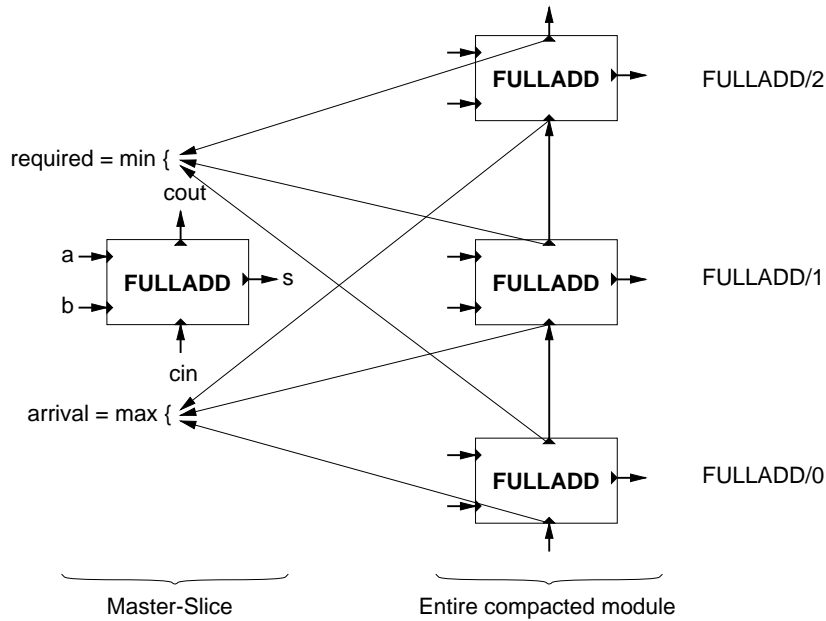 FULLADD
FULLADD/2
required = min {
cout
a
FULLADD
s
b
cin
FULLADD
FULLADD/1
arrival = max {
FULLADD
FULLADD/0
Master-Slice
Entire compacted module